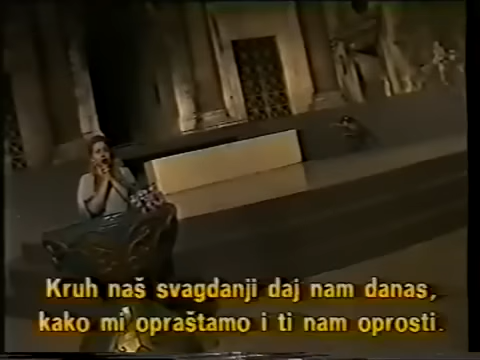 Kruh naš svagdanji daj nam danas,
kako mi opraštamo i ti nam oprosti.